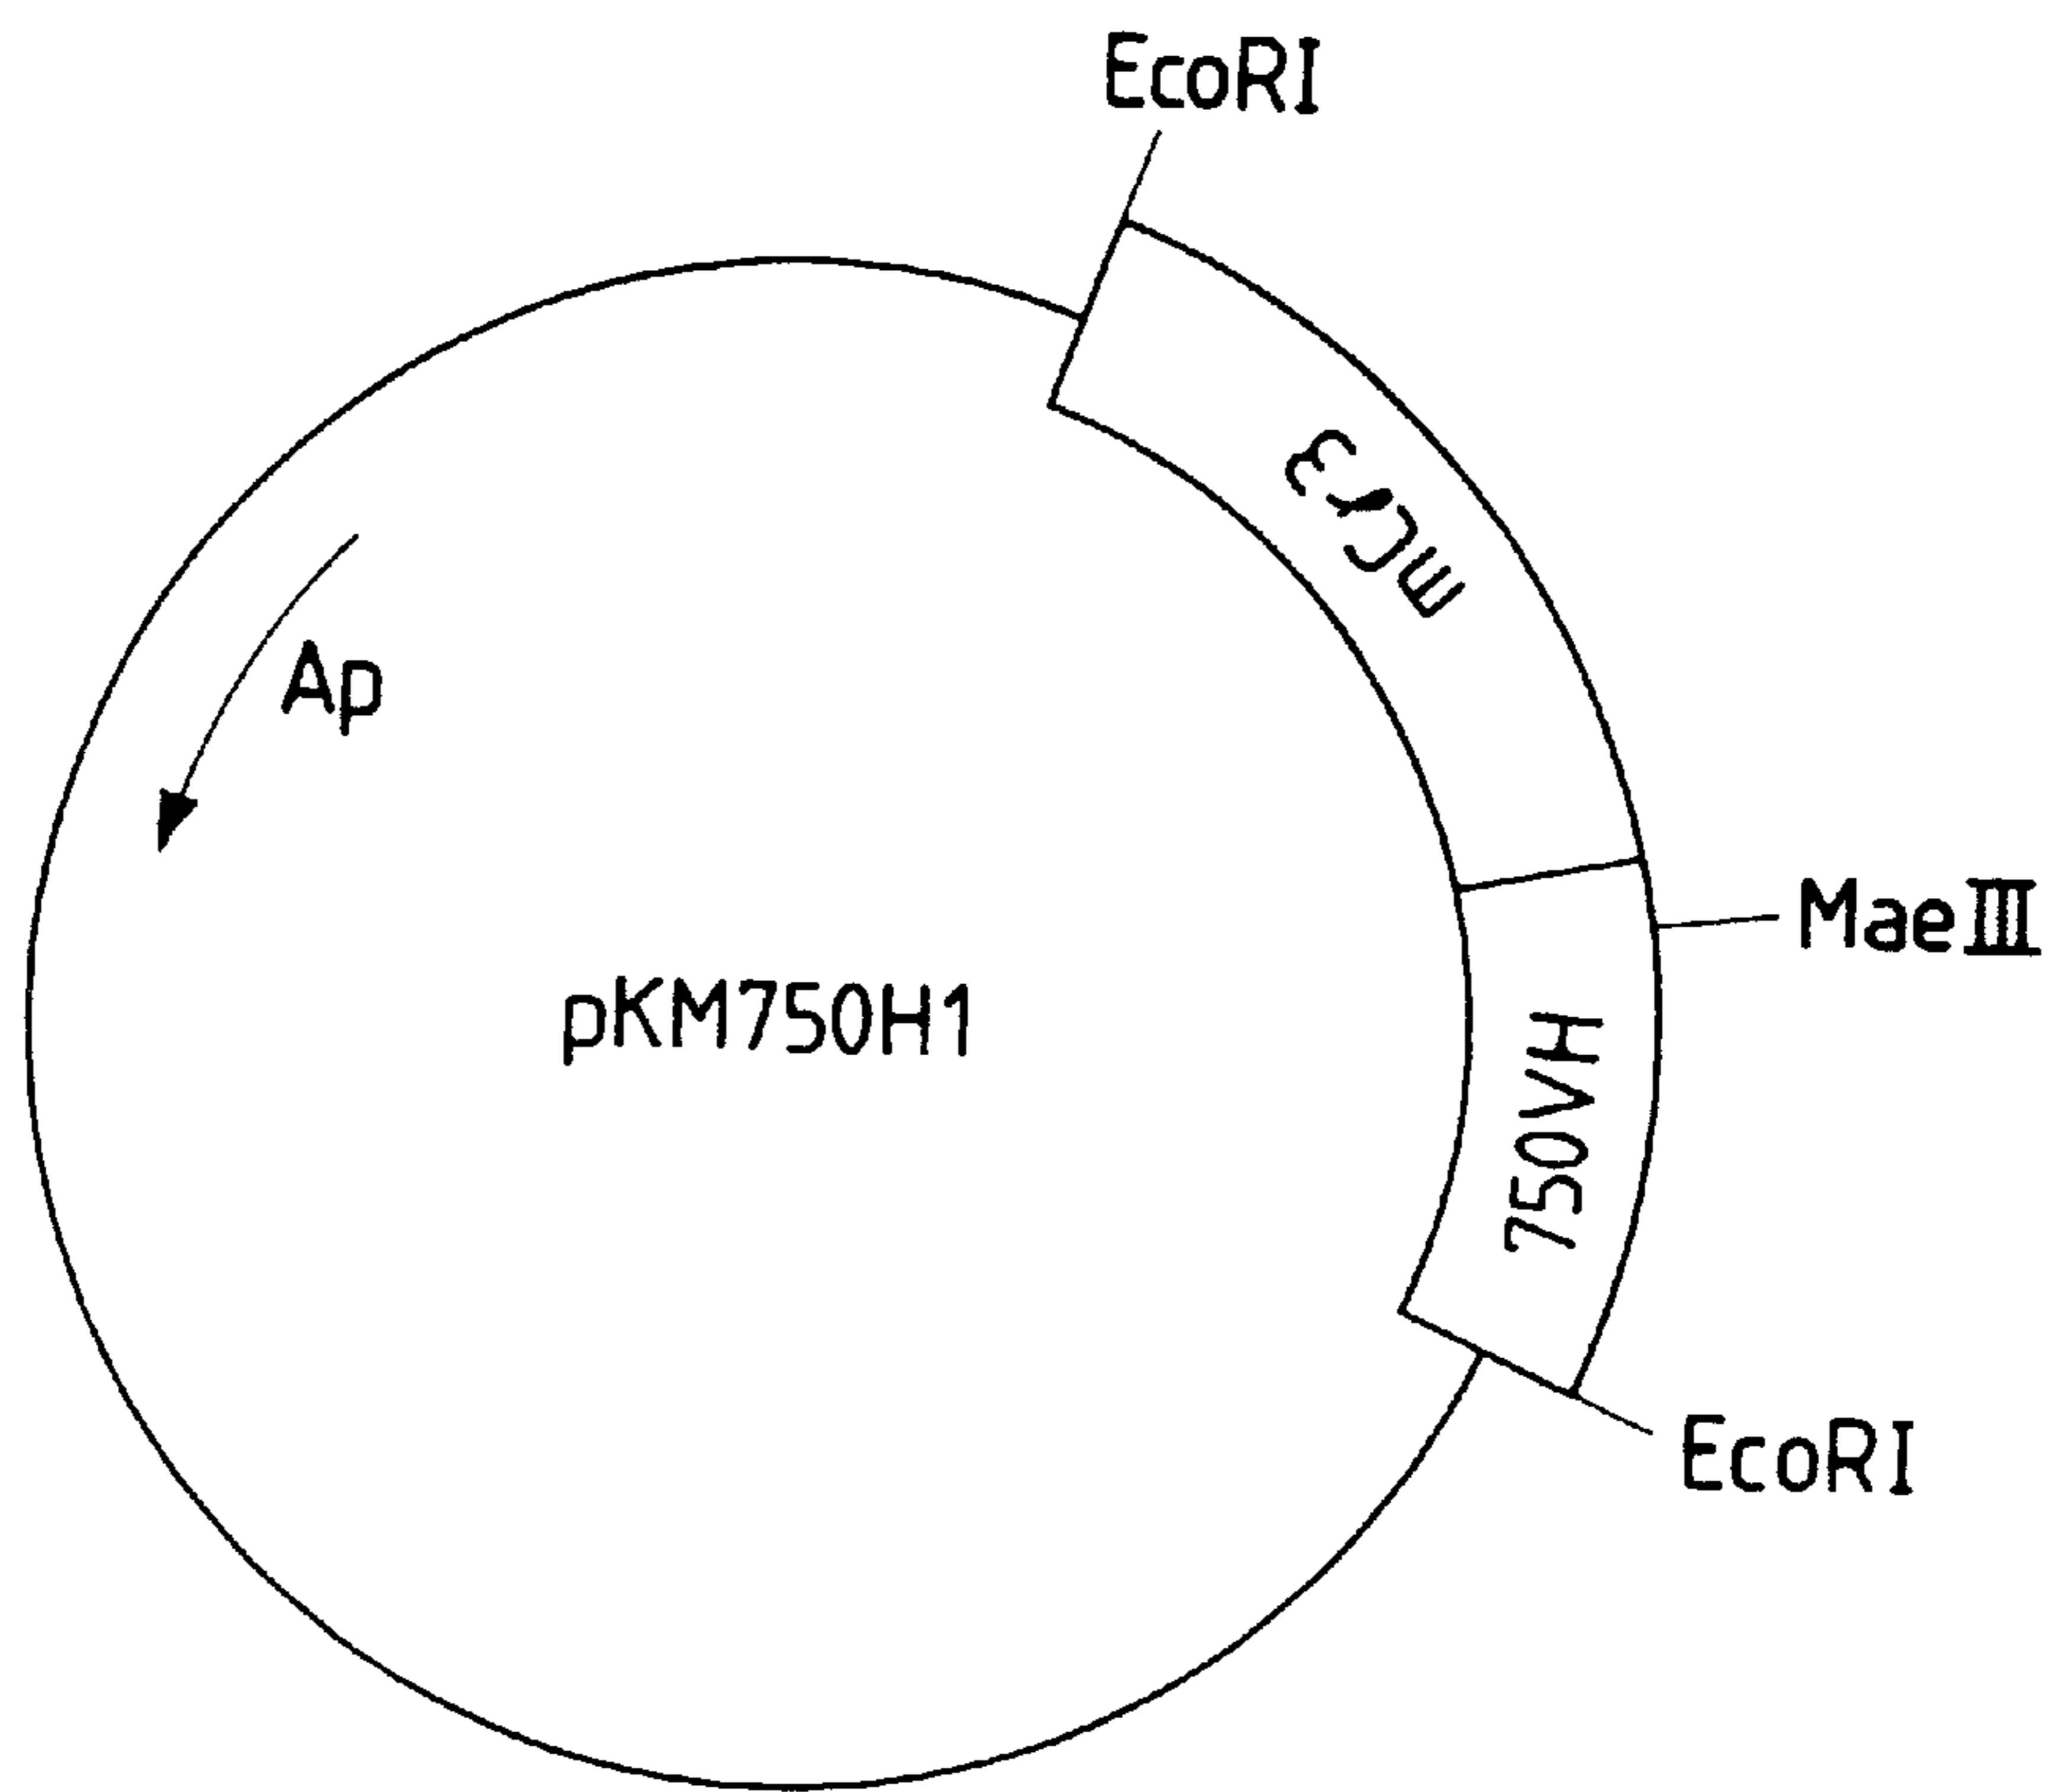 EcoRI
mCγ3
Ap
MaeIII
pKM750H1
750VH
EcoRI